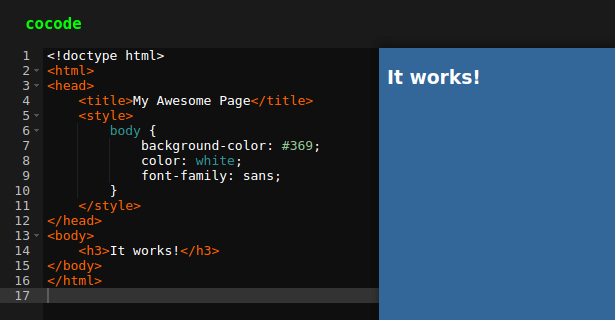 cocode
1 <!doctype html>
2 <html>
3 <head>
4 <title>My Awesome Page</title>
5 <style>
6 body {
7 background-color: #369;
8 color: white;
9 font-family: sans;
10 }
11 </style>
12 </head>
13 <body>
14 <h3>It works!</h3>
15 </body>
16 </html>
17
It works!